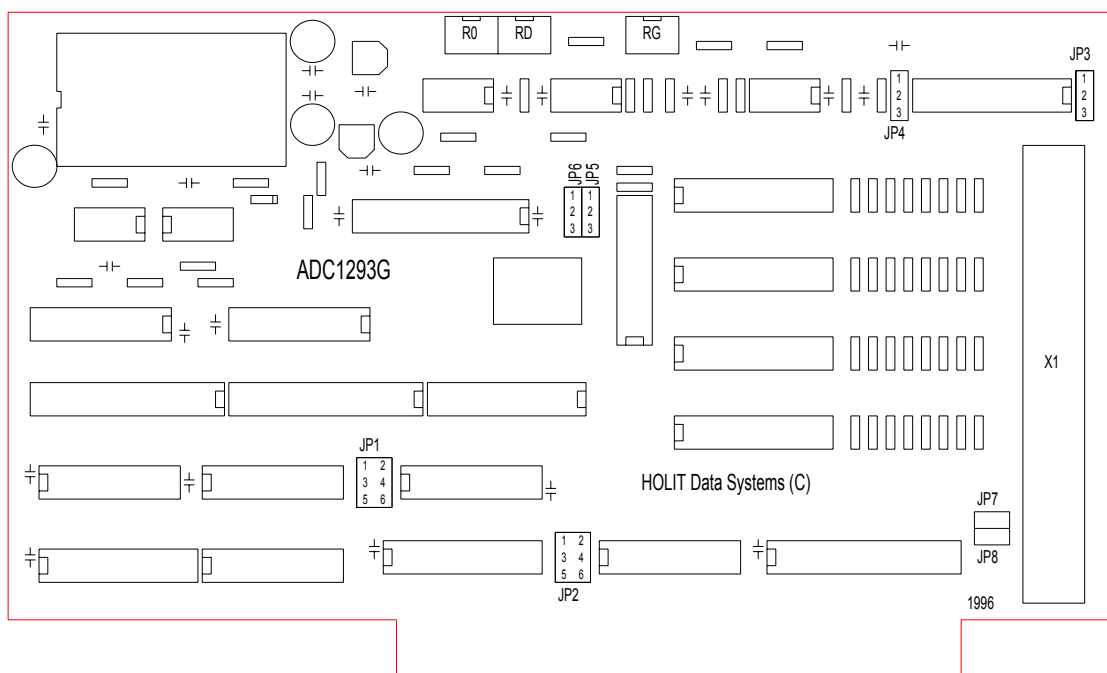 R0 RD RG
JP3
1
2
3
1
2
3
JP4
JP6 JP5
1 1
2 2
3 3
ADC1293G
X1
JP1
1 2
3 4
5 6
HOLIT Data Systems (C)
JP7
JP8
1 2
3 4
5 6
JP2
1996